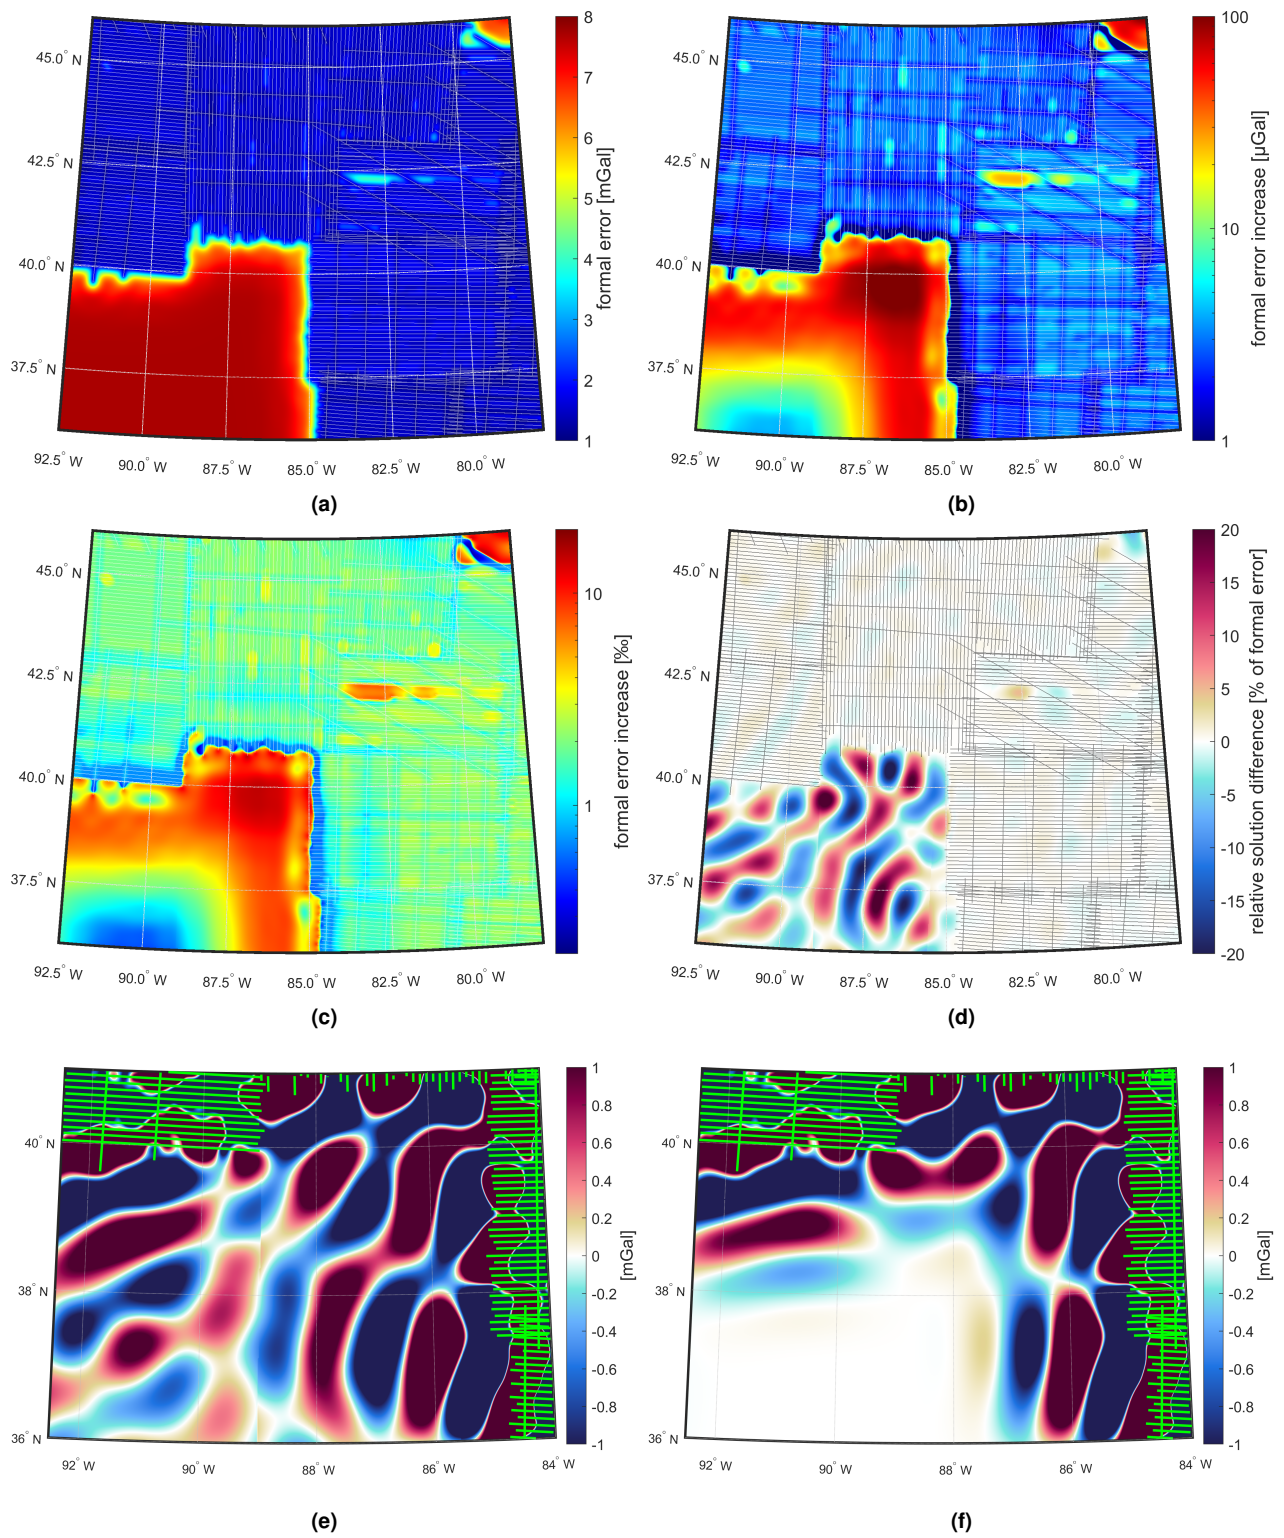 45.0° N
42.5° N
40.0° N
37.5° N
92.5° W
90.0° W
87.5° W
85.0° W
82.5° W
80.0° W
8
7
6
5
4
3
2
1
formal error [mGal]
(a)
45.0° N
42.5° N
40.0° N
37.5° N
92.5° W
90.0° W
87.5° W
85.0° W
82.5° W
80.0° W
100
10
1
formal error increase [µGal]
(b)
45.0° N
42.5° N
40.0° N
37.5° N
92.5° W
90.0° W
87.5° W
85.0° W
82.5° W
80.0° W
10
1
formal error increase [‰]
(c)
45.0° N
42.5° N
40.0° N
37.5° N
92.5° W
90.0° W
87.5° W
85.0° W
82.5° W
80.0° W
20
15
10
5
0
-5
-10
-15
-20
relative solution difference [% of formal error]
(d)
40° N
38° N
36° N
92° W
90° W
88° W
86° W
84° W
1
0.8
0.6
0.4
0.2
0
-0.2
-0.4
-0.6
-0.8
-1
[mGal]
(e)
40° N
38° N
36° N
92° W
90° W
88° W
86° W
84° W
1
0.8
0.6
0.4
0.2
0
-0.2
-0.4
-0.6
-0.8
-1
[mGal]
(f)